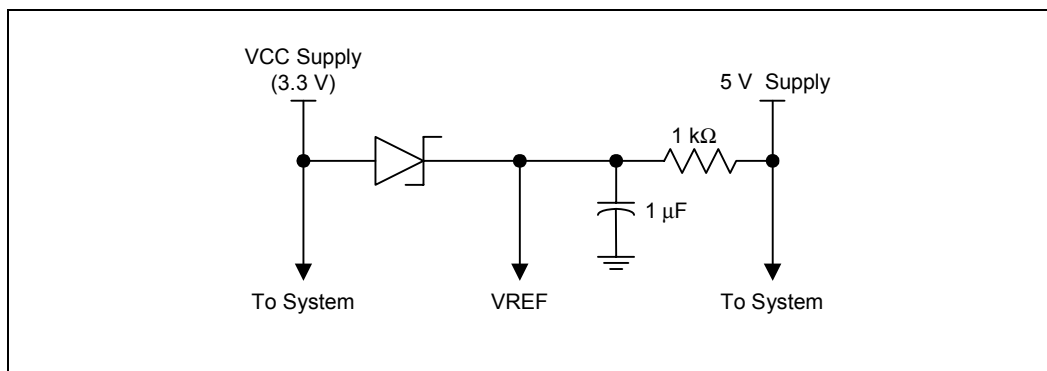 VCC Supply
(3.3 V)
5 V Supply
1 kΩ
1 μF
To System
VREF
To System